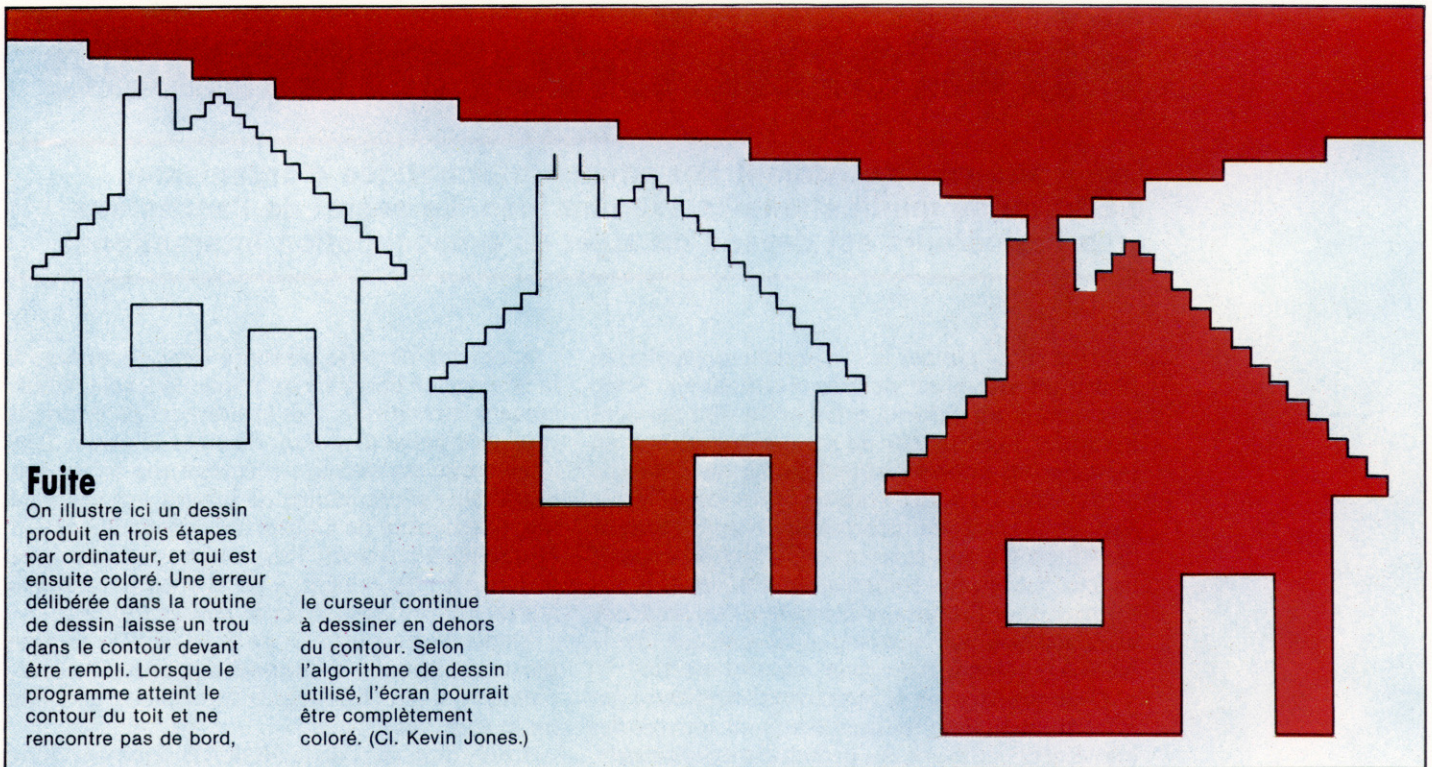 Fuite
On illustre ici un dessin
produit en trois étapes
par ordinateur, et qui est
ensuite coloré. Une erreur
délibérée dans la routine
de dessin laisse un trou
dans le contour devant
être rempli. Lorsque le
programme atteint le
contour du toit et ne
rencontre pas de bord,
le curseur continue
à dessiner en dehors
du contour. Selon
l'algorithme de dessin
utilisé, l'écran pourrait
être complètement
coloré. (Cl. Kevin Jones.)